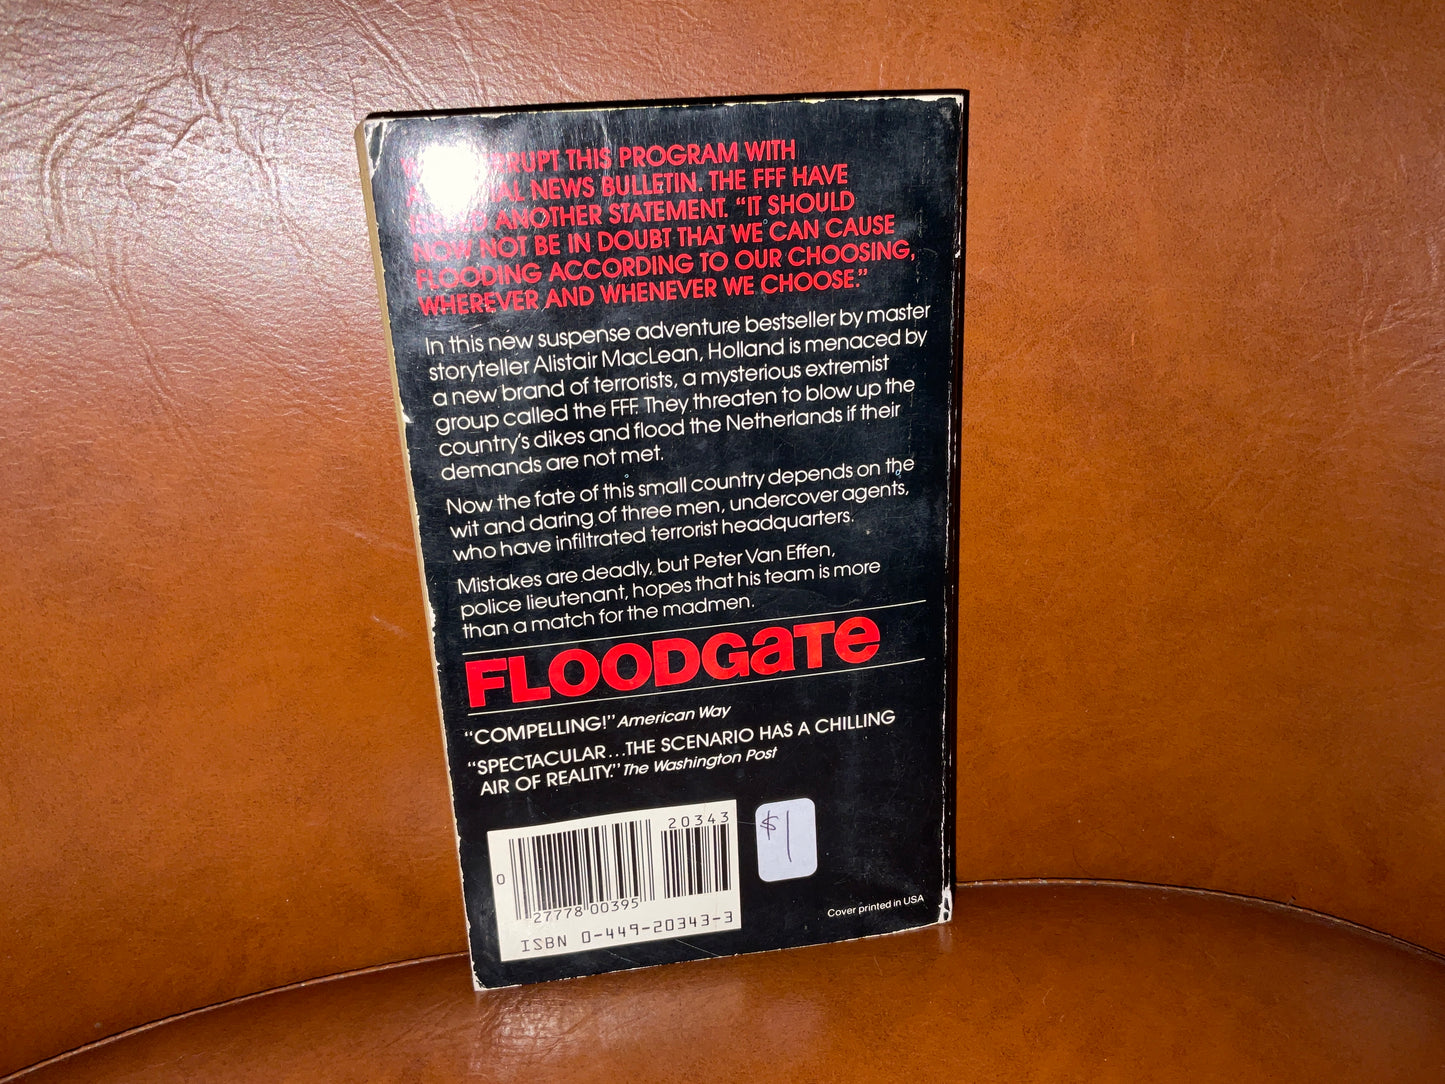 THIS PROGRAM WITH
NEWS BULLETIN. THE FFF HAVE
ANOTHER STATEMENT. “IT SHOULD
NOW NOT BE IN DOUBT THAT WE CAN CAUSE
FLOODING ACCORDING TO OUR CHOOSING,
WHEREVER AND WHENEVER WE CHOOSE.”
In this new suspense adventure bestseller by master
storyteller Alistair MacLean, Holland is menaced by
a new brand of terrorists, a mysterious extremist
group called the FFF. They threaten to blow up the
country's dikes and flood the Netherlands if their
demands are not met.
Now the fate of this small country depends on the
wit and daring of three men, undercover agents,
who have infiltrated terrorist headquarters.
Mistakes are deadly, but Peter Van Effen,
police lieutenant, hopes that his team is more
than a match for the madmen.
FLOODGaTe
“COMPELLING!” American Way
“SPECTACULAR...THE SCENARIO HAS A CHILLING
AIR OF REALITY.” The Washington Post
20343
$1
0
27778 00395
ISBN 0-449-20343-3
Cover printed in USA